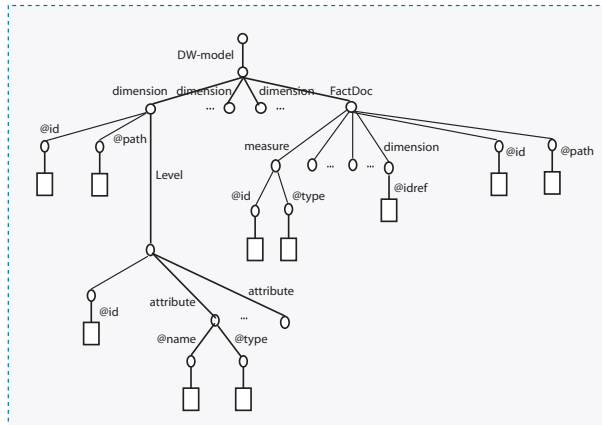 DW-model
dimension dimension dimension FactDoc
... ...
@id
@path
measure
dimension
@id
@path
Level
... ...
@idref
@id
@type
attribute
attribute
@id
...
@name
@type